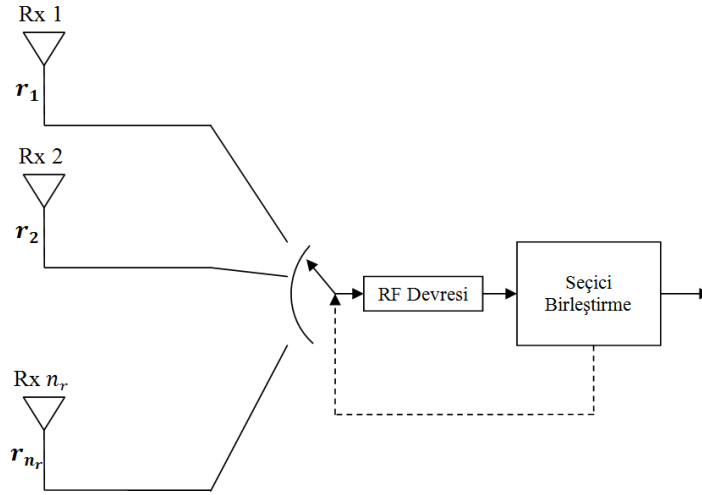 Rx 1
r₁
Rx 2
r₂
Rx nᵣ
rₙᵣ
RF Devresi
Seçici
Birleştirme